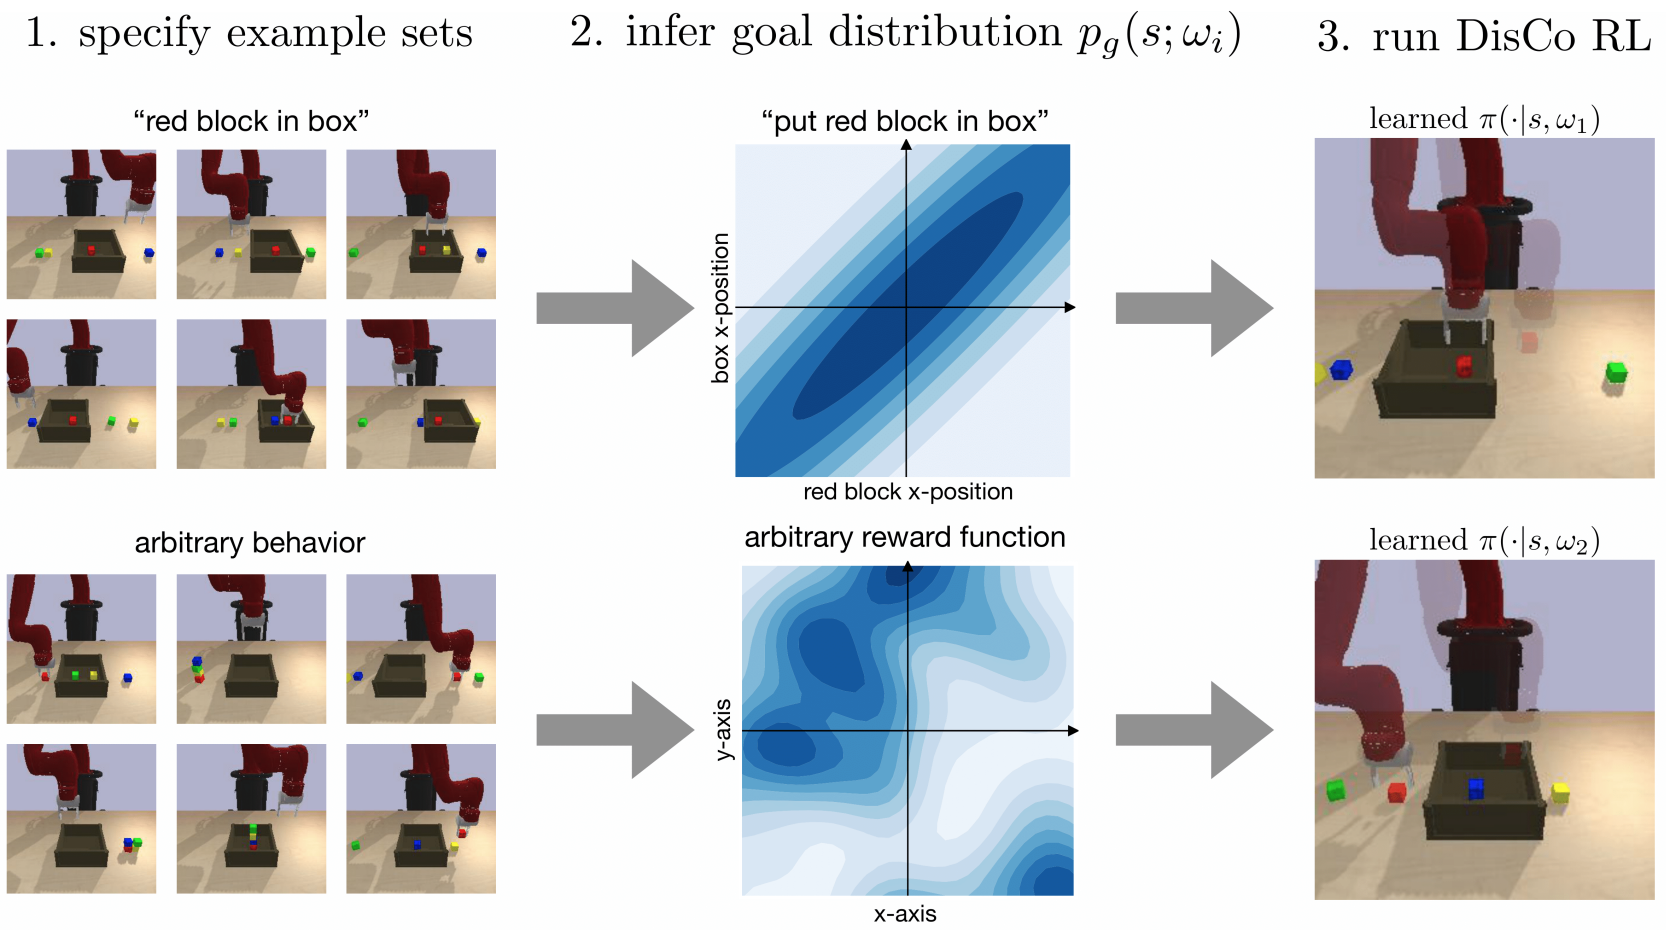 1. specify example sets
2. infer goal distribution $p_g(s; \omega_i)$
3. run DisCo RL
“red block in box”
“put red block in box”
learned $\pi(\cdot|s, \omega_1)$
box x-position
red block x-position
arbitrary behavior
arbitrary reward function
learned $\pi(\cdot|s, \omega_2)$
y-axis
x-axis